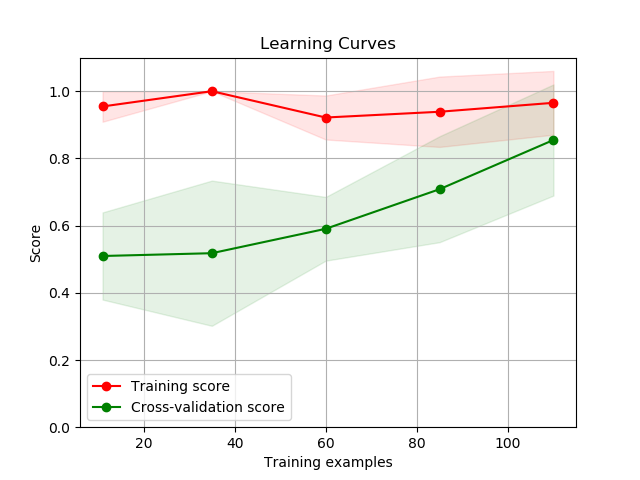 Learning Curves
1.0
0.8
0.6
0.4
0.2
0.0
Score
Training score
Cross-validation score
20 40 60 80 100
Training examples